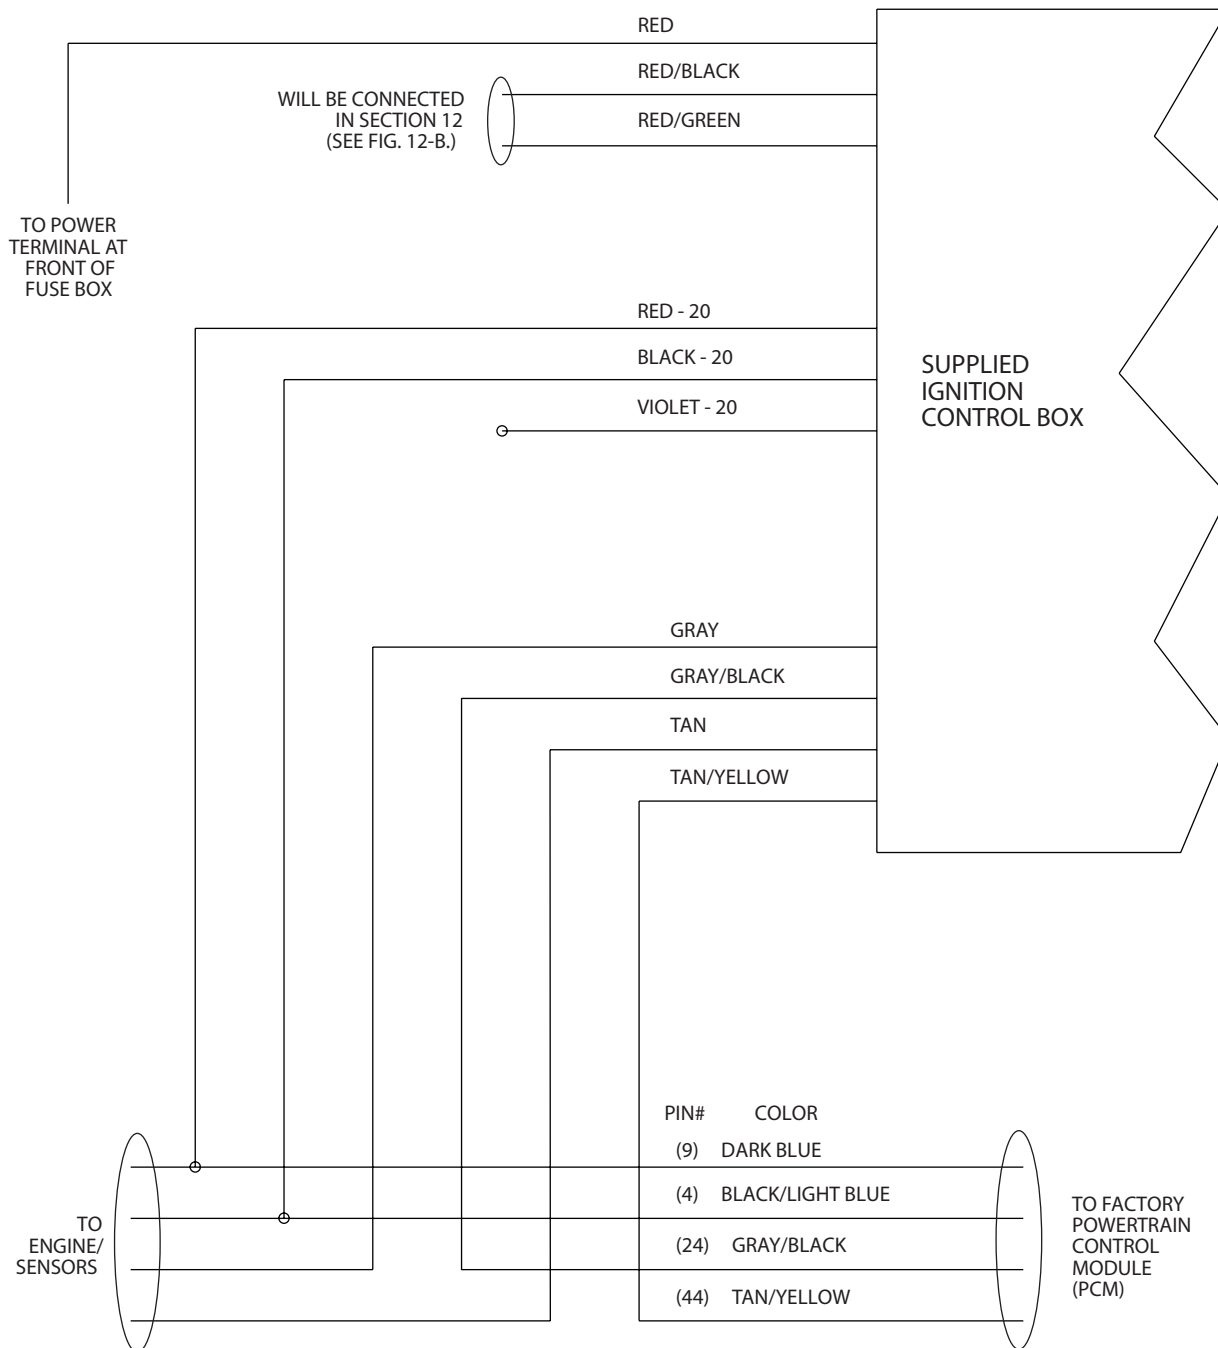 RED
RED/BLACK
WILL BE CONNECTED
IN SECTION 12
(SEE FIG. 12-B.)
RED/GREEN
TO POWER
TERMINAL AT
FRONT OF
FUSE BOX
RED - 20
BLACK - 20
VIOLET - 20
SUPPLIED
IGNITION
CONTROL BOX
GRAY
GRAY/BLACK
TAN
TAN/YELLOW
PIN# COLOR
(9) DARK BLUE
(4) BLACK/LIGHT BLUE
(24) GRAY/BLACK
(44) TAN/YELLOW
TO
ENGINE/
SENSORS
TO FACTORY
POWERTRAIN
CONTROL
MODULE
(PCM)